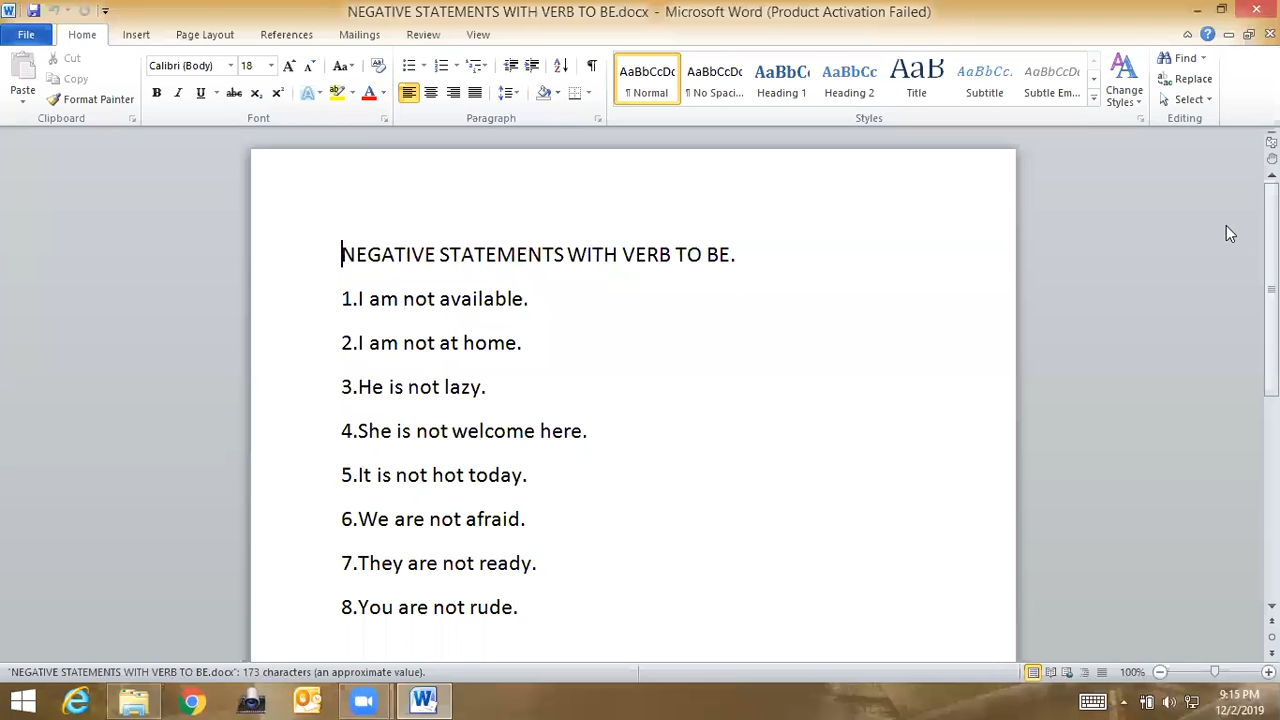 NEGATIVE STATEMENTS WITH VERB TO BE.docx - Microsoft Word (Product Activation Failed)
File Home Insert Page Layout References Mailings Review View
Paste
Cut
Copy
Format Painter
Clipboard
Calibri (Body) 18
Font
Paragraph
AaBbCcDc AaBbCcDc AaBbCc AaBbCc AaB AaBbCcDc AaBbCcDc
¶ Normal ¶ No Spaci... Heading 1 Heading 2 Title Subtitle Subtle Em...
Change
Styles
Styles
Find
Replace
Select
Editing
NEGATIVE STATEMENTS WITH VERB TO BE.
1.I am not available.
2.I am not at home.
3.He is not lazy.
4.She is not welcome here.
5.It is not hot today.
6.We are not afraid.
7.They are not ready.
8.You are not rude.
"NEGATIVE STATEMENTS WITH VERB TO BE.docx": 173 characters (an approximate value).
100%
9:15 PM
12/2/2019